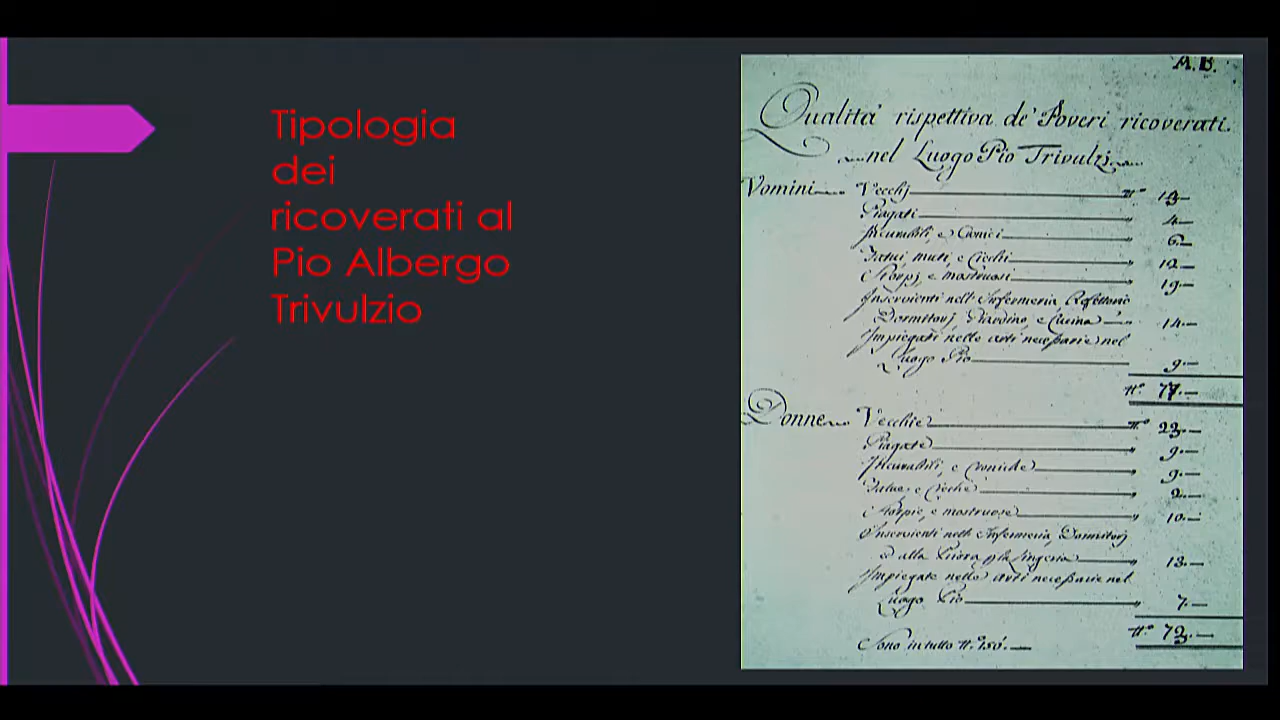 Tipologia
dei
ricoverati al
Pio Albergo
Trivulzio
A.B.
Qualità rispettiva de' Poveri ricoverati
nel Luogo Pio Trivulzi
Uomini Vecchj n.º 13
Piagati 4
Incurabili, e Cronici 6
Fatui, muti, e Ciechi 12
Storpj, e mostruosi 19
Inservienti nell' Infermeria, Refettorio
Dormitorj, Giardino, e Cucina 14
Impiegati nelle arti necessarie nel
Luogo Pio 9
n.º 77
Donne Vecchie n.º 23
Piagate 9
Incurabili, e Croniche 9
Fatue e Cieche 2
Storpie, e mostruose 10
Inservienti nell' Infermeria, Dormitorj
ed alla Lingeria 13
Impiegate nelle arti necessarie nel
Luogo Pio 7
n.º 73
Sono in tutto n.º 150